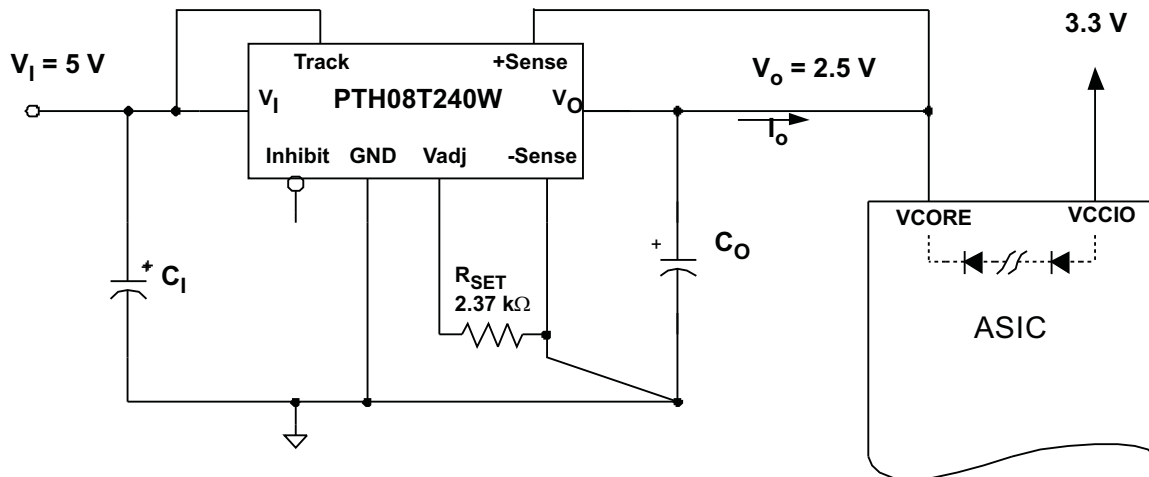 3.3 V
V_I = 5 V
Track
+Sense
V_o = 2.5 V
V_I
PTH08T240W
V_O
I_o
Inhibit
GND
Vadj
-Sense
VCORE
VCCIO
+
C_I
+
C_O
R_SET
2.37 kΩ
ASIC